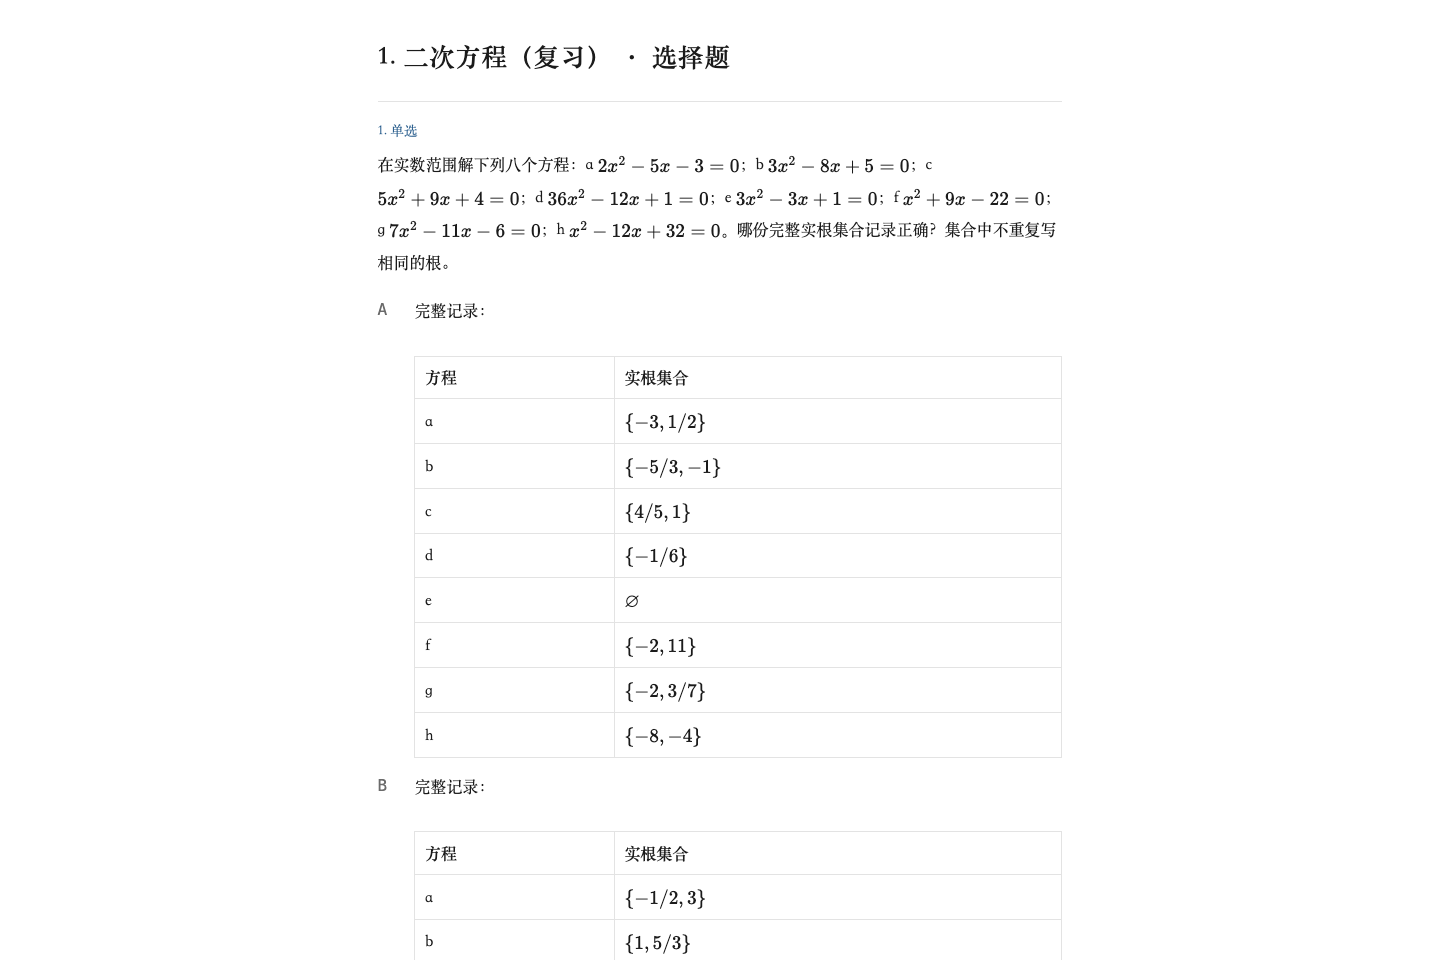 1. 二次方程（复习） · 选择题
1. 单选
在实数范围解下列八个方程：a 2x² − 5x − 3 = 0；b 3x² − 8x + 5 = 0；c
5x² + 9x + 4 = 0；d 36x² − 12x + 1 = 0；e 3x² − 3x + 1 = 0；f x² + 9x − 22 = 0；
g 7x² − 11x − 6 = 0；h x² − 12x + 32 = 0。哪份完整实根集合记录正确？集合中不重复写
相同的根。
A 完整记录：
方程 实根集合
a {−3, 1/2}
b {−5/3, −1}
c {4/5, 1}
d {−1/6}
e ∅
f {−2, 11}
g {−2, 3/7}
h {−8, −4}
B 完整记录：
方程 实根集合
a {−1/2, 3}
b {1, 5/3}